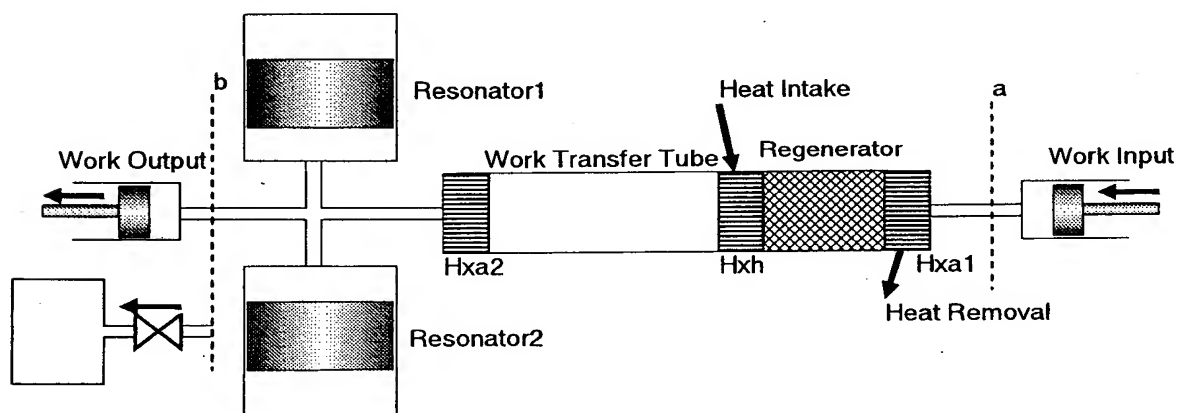 b
Resonator1
Heat Intake
a
Work Output
Work Transfer Tube
Regenerator
Work Input
Hxa2
Hxh
Hxa1
Heat Removal
Resonator2